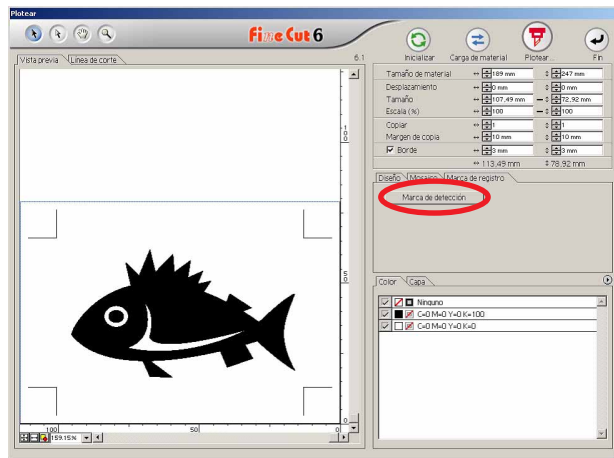 Plotear
FineCut 6
6.1
Inicializar Carga de material Plotear... Fin
Vista previa Linea de corte
Tamaño de material 189 mm 247 mm
Desplazamiento 0 mm 0 mm
Tamaño 107,49 mm 72,92 mm
Escala (%) 100 100
Copiar 1 1
Margen de copia 10 mm 10 mm
Borde 3 mm 3 mm
113,49 mm 78,92 mm
Diseño Mosaico Marca de registro
Marca de detección
Color Capa
Ninguno
C=0 M=0 Y=0 K=100
C=0 M=0 Y=0 K=0
100
50
100 50 0
0
159.15%